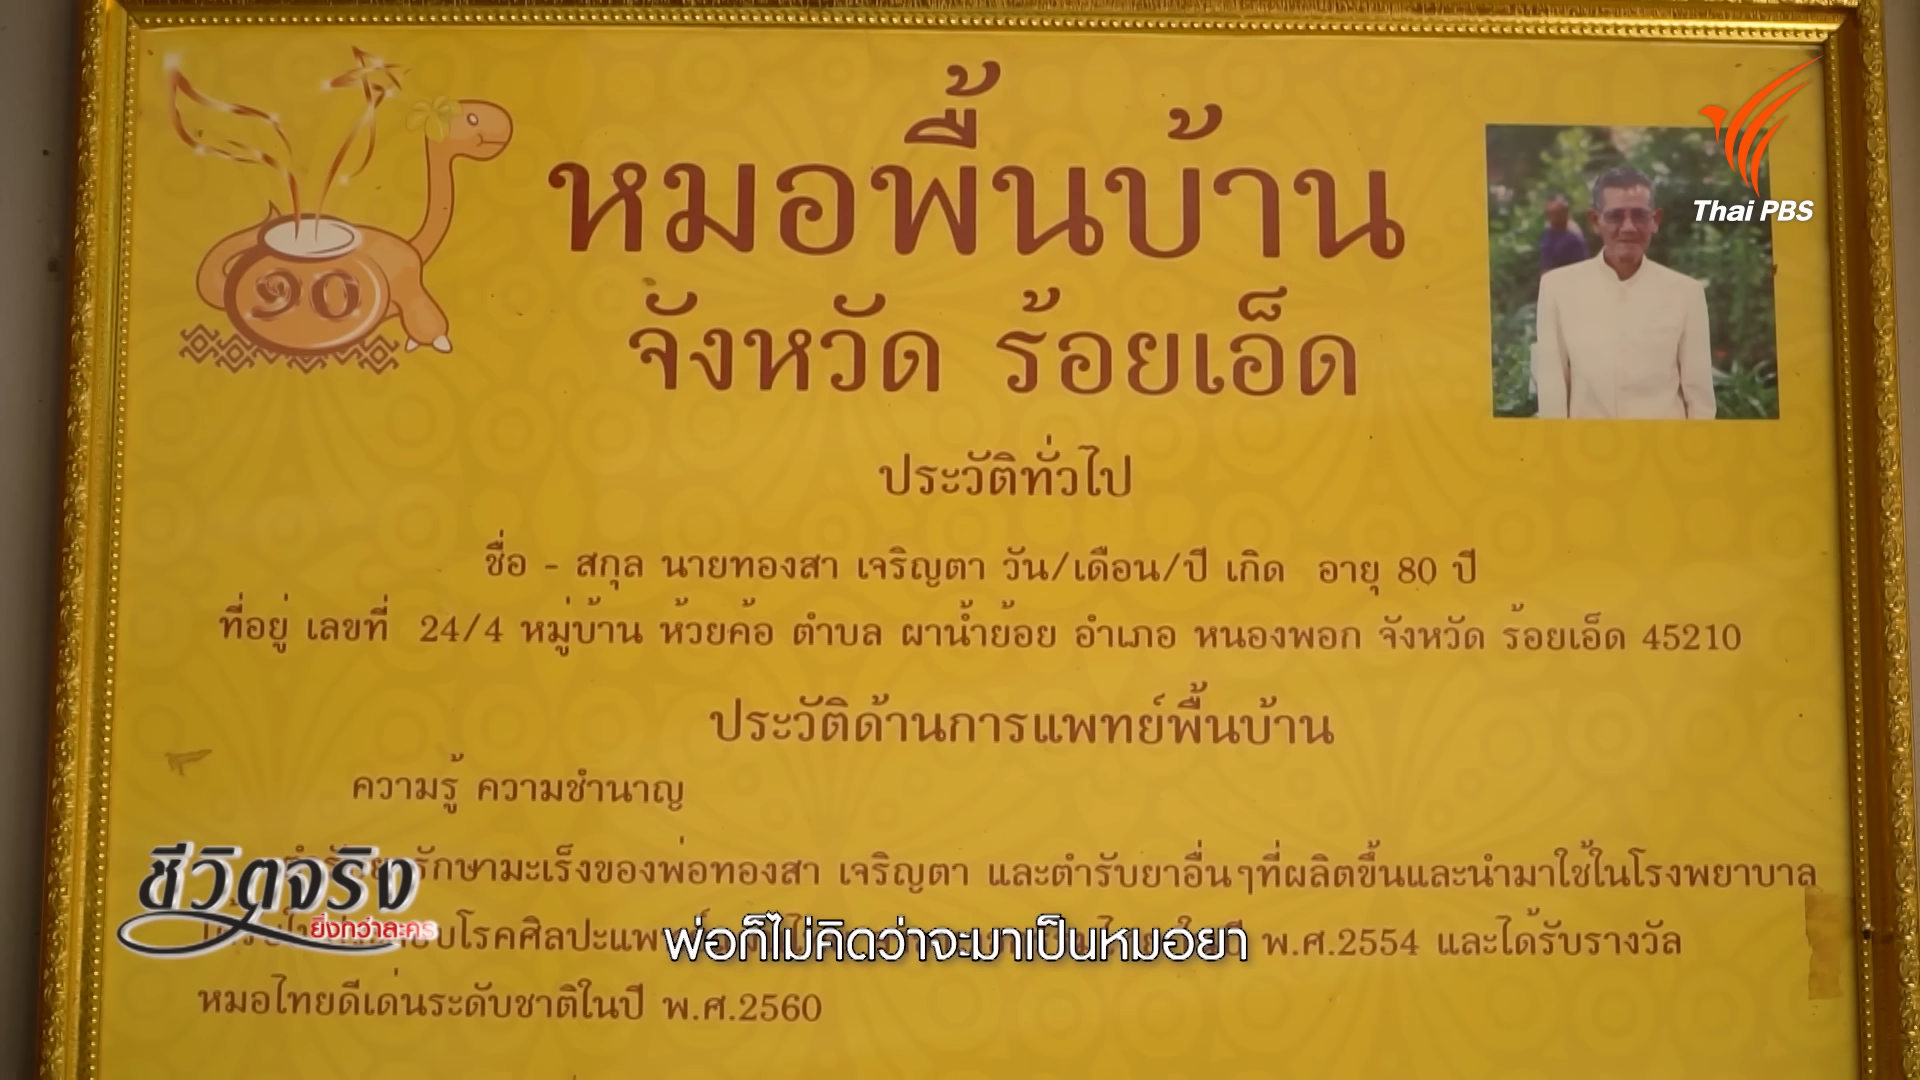 ๑๐
หมอพื้นบ้าน
จังหวัด ร้อยเอ็ด
Thai PBS
ประวัติทั่วไป
ชื่อ - สกุล นายทองสา เจริญตา วัน/เดือน/ปี เกิด อายุ 80 ปี
ที่อยู่ เลขที่ 24/4 หมู่บ้าน ห้วยค้อ ตำบล ผาน้ำย้อย อำเภอ หนองพอก จังหวัด ร้อยเอ็ด 45210
ประวัติด้านการแพทย์พื้นบ้าน
ความรู้ ความชำนาญ
รักษามะเร็งของพ่อทองสา เจริญตา และตำรับยาอื่นๆที่ผลิตขึ้นและนำมาใช้ในโรงพยาบาล
โรคศิลปะแพทย์ พ.ศ.2554 และได้รับรางวัล
หมอไทยดีเด่นระดับชาติในปี พ.ศ.2560
ชีวิตจริง
ยิ่งกว่าละคร
พ่อก็ไม่คิดว่าจะมาเป็นหมอยา